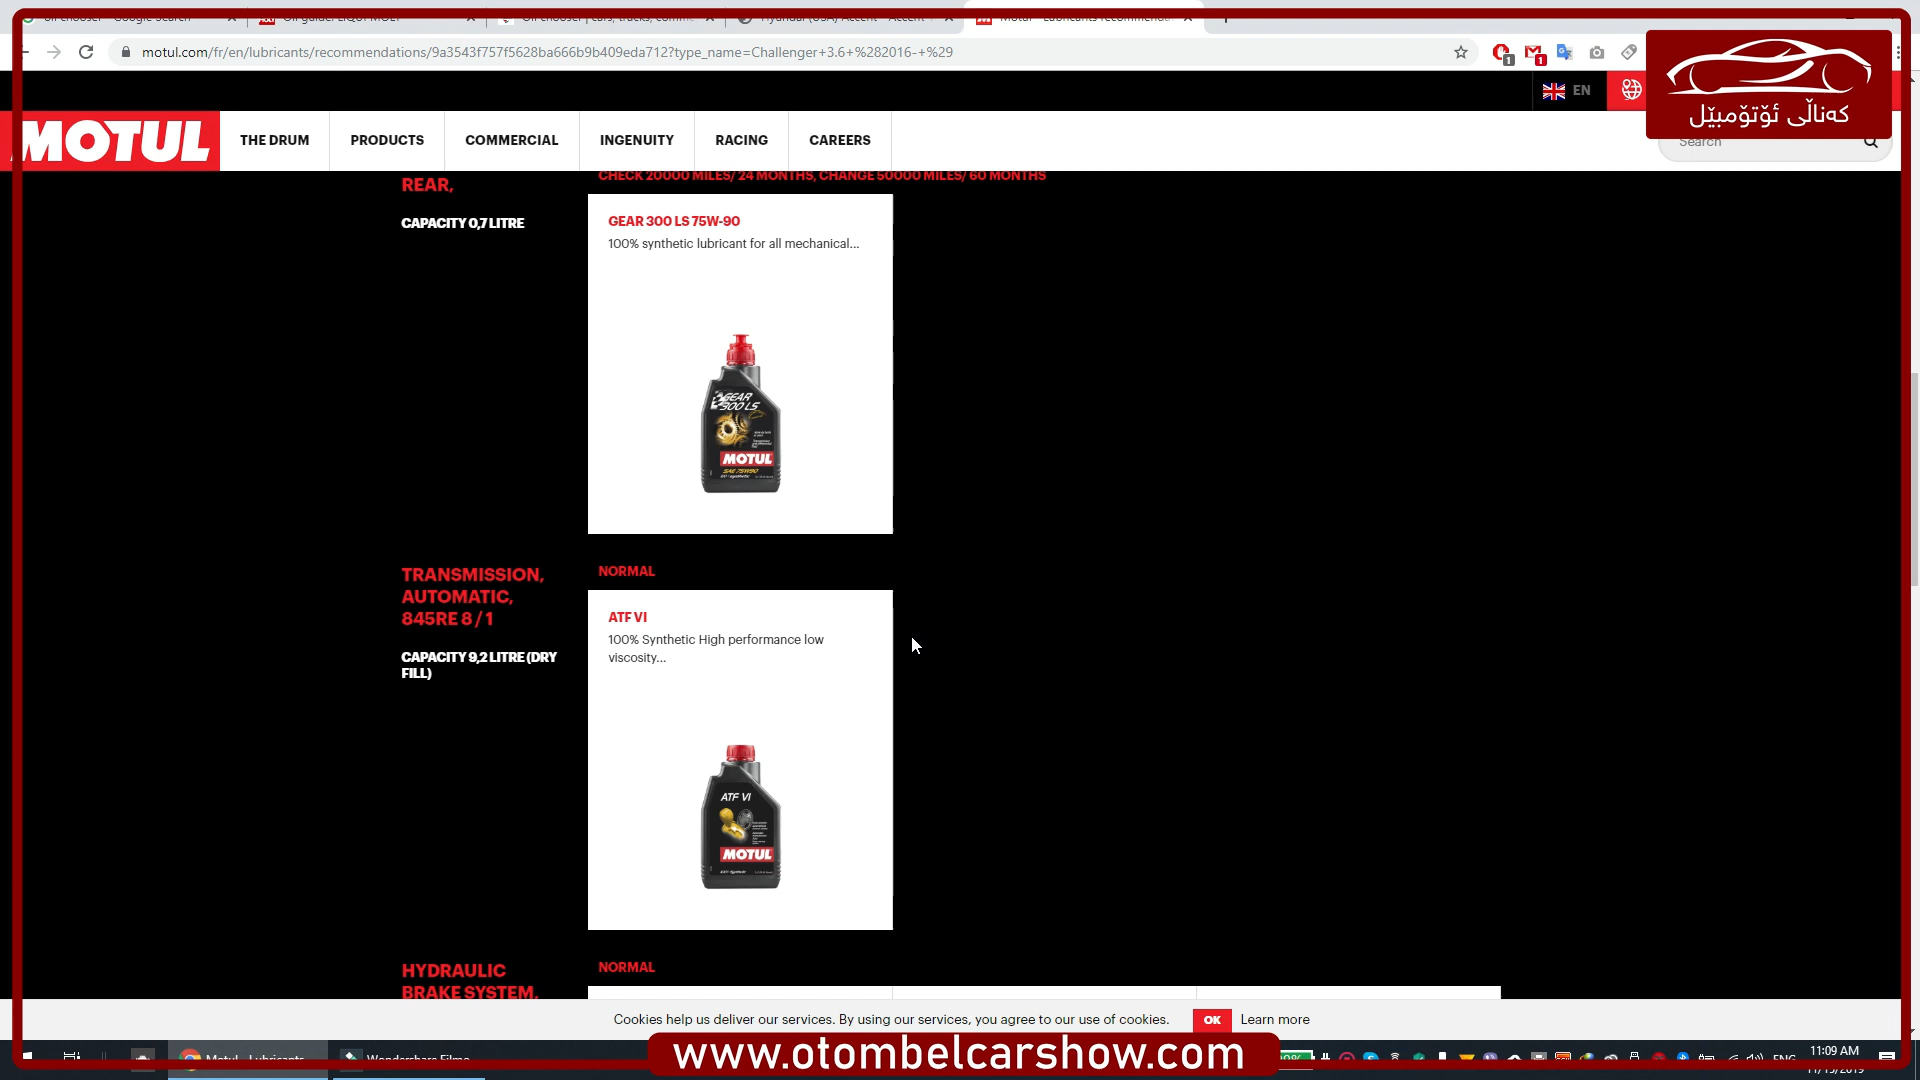 motul.com/fr/en/lubricants/recommendations/9a3543f757f5628ba666b9b409eda712?type_name=Challenger+3.6+%282016-+%29
EN
کەناڵی ئۆتۆمبێل
MOTUL
THE DRUM
PRODUCTS
COMMERCIAL
INGENUITY
RACING
CAREERS
Search
REAR,
CAPACITY 0,7 LITRE
CHECK 20000 MILES/ 24 MONTHS, CHANGE 50000 MILES/ 60 MONTHS
GEAR 300 LS 75W-90
100% synthetic lubricant for all mechanical...
GEAR
300 LS
MOTUL
SAE 75W90
TRANSMISSION,
AUTOMATIC,
845RE 8 / 1
CAPACITY 9,2 LITRE (DRY
FILL)
NORMAL
ATF VI
100% Synthetic High performance low
viscosity...
ATF VI
MOTUL
HYDRAULIC
BRAKE SYSTEM,
NORMAL
Cookies help us deliver our services. By using our services, you agree to our use of cookies.
OK
Learn more
www.otombelcarshow.com
ENG
11:09 AM